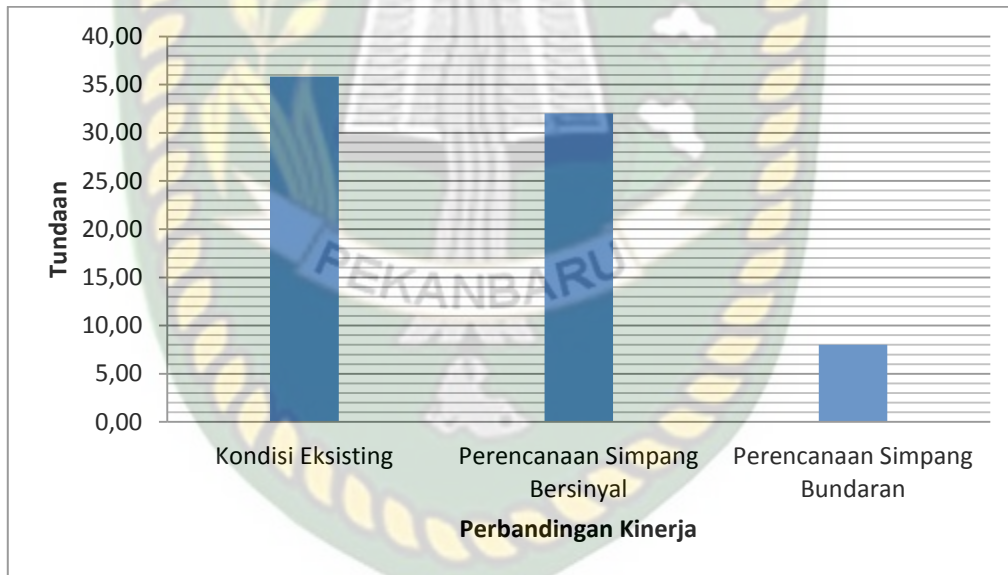 40,00
35,00
30,00
25,00
20,00
15,00
10,00
5,00
0,00
Tundaan
PEKANBARU
Kondisi Eksisting
Perencanaan Simpang Bersinyal
Perencanaan Simpang Bundaran
Perbandingan Kinerja